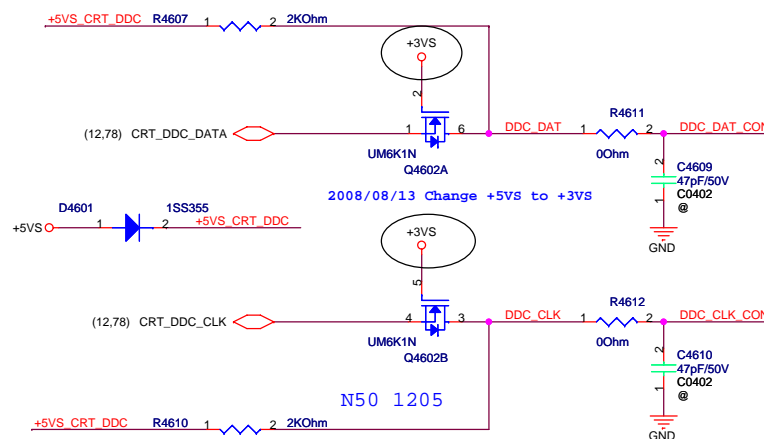 +5VS_CRT_DDC R4607 1 2 2KOhm
+3VS
2
(12,78) CRT_DDC_DATA 1 6 DDC_DAT 1 R4611 2 DDC_DAT_CON
UM6K1N 0Ohm
Q4602A
2 C4609
47pF/50V
1 C0402
@
GND
2008/08/13 Change +5VS to +3VS
D4601 1SS355
+5VS 1 2 +5VS_CRT_DDC
+3VS
5
(12,78) CRT_DDC_CLK 4 3 DDC_CLK 1 R4612 2 DDC_CLK_CON
UM6K1N 0Ohm
Q4602B
2 C4610
47pF/50V
1 C0402
@
GND
N50 1205
+5VS_CRT_DDC R4610 1 2 2KOhm